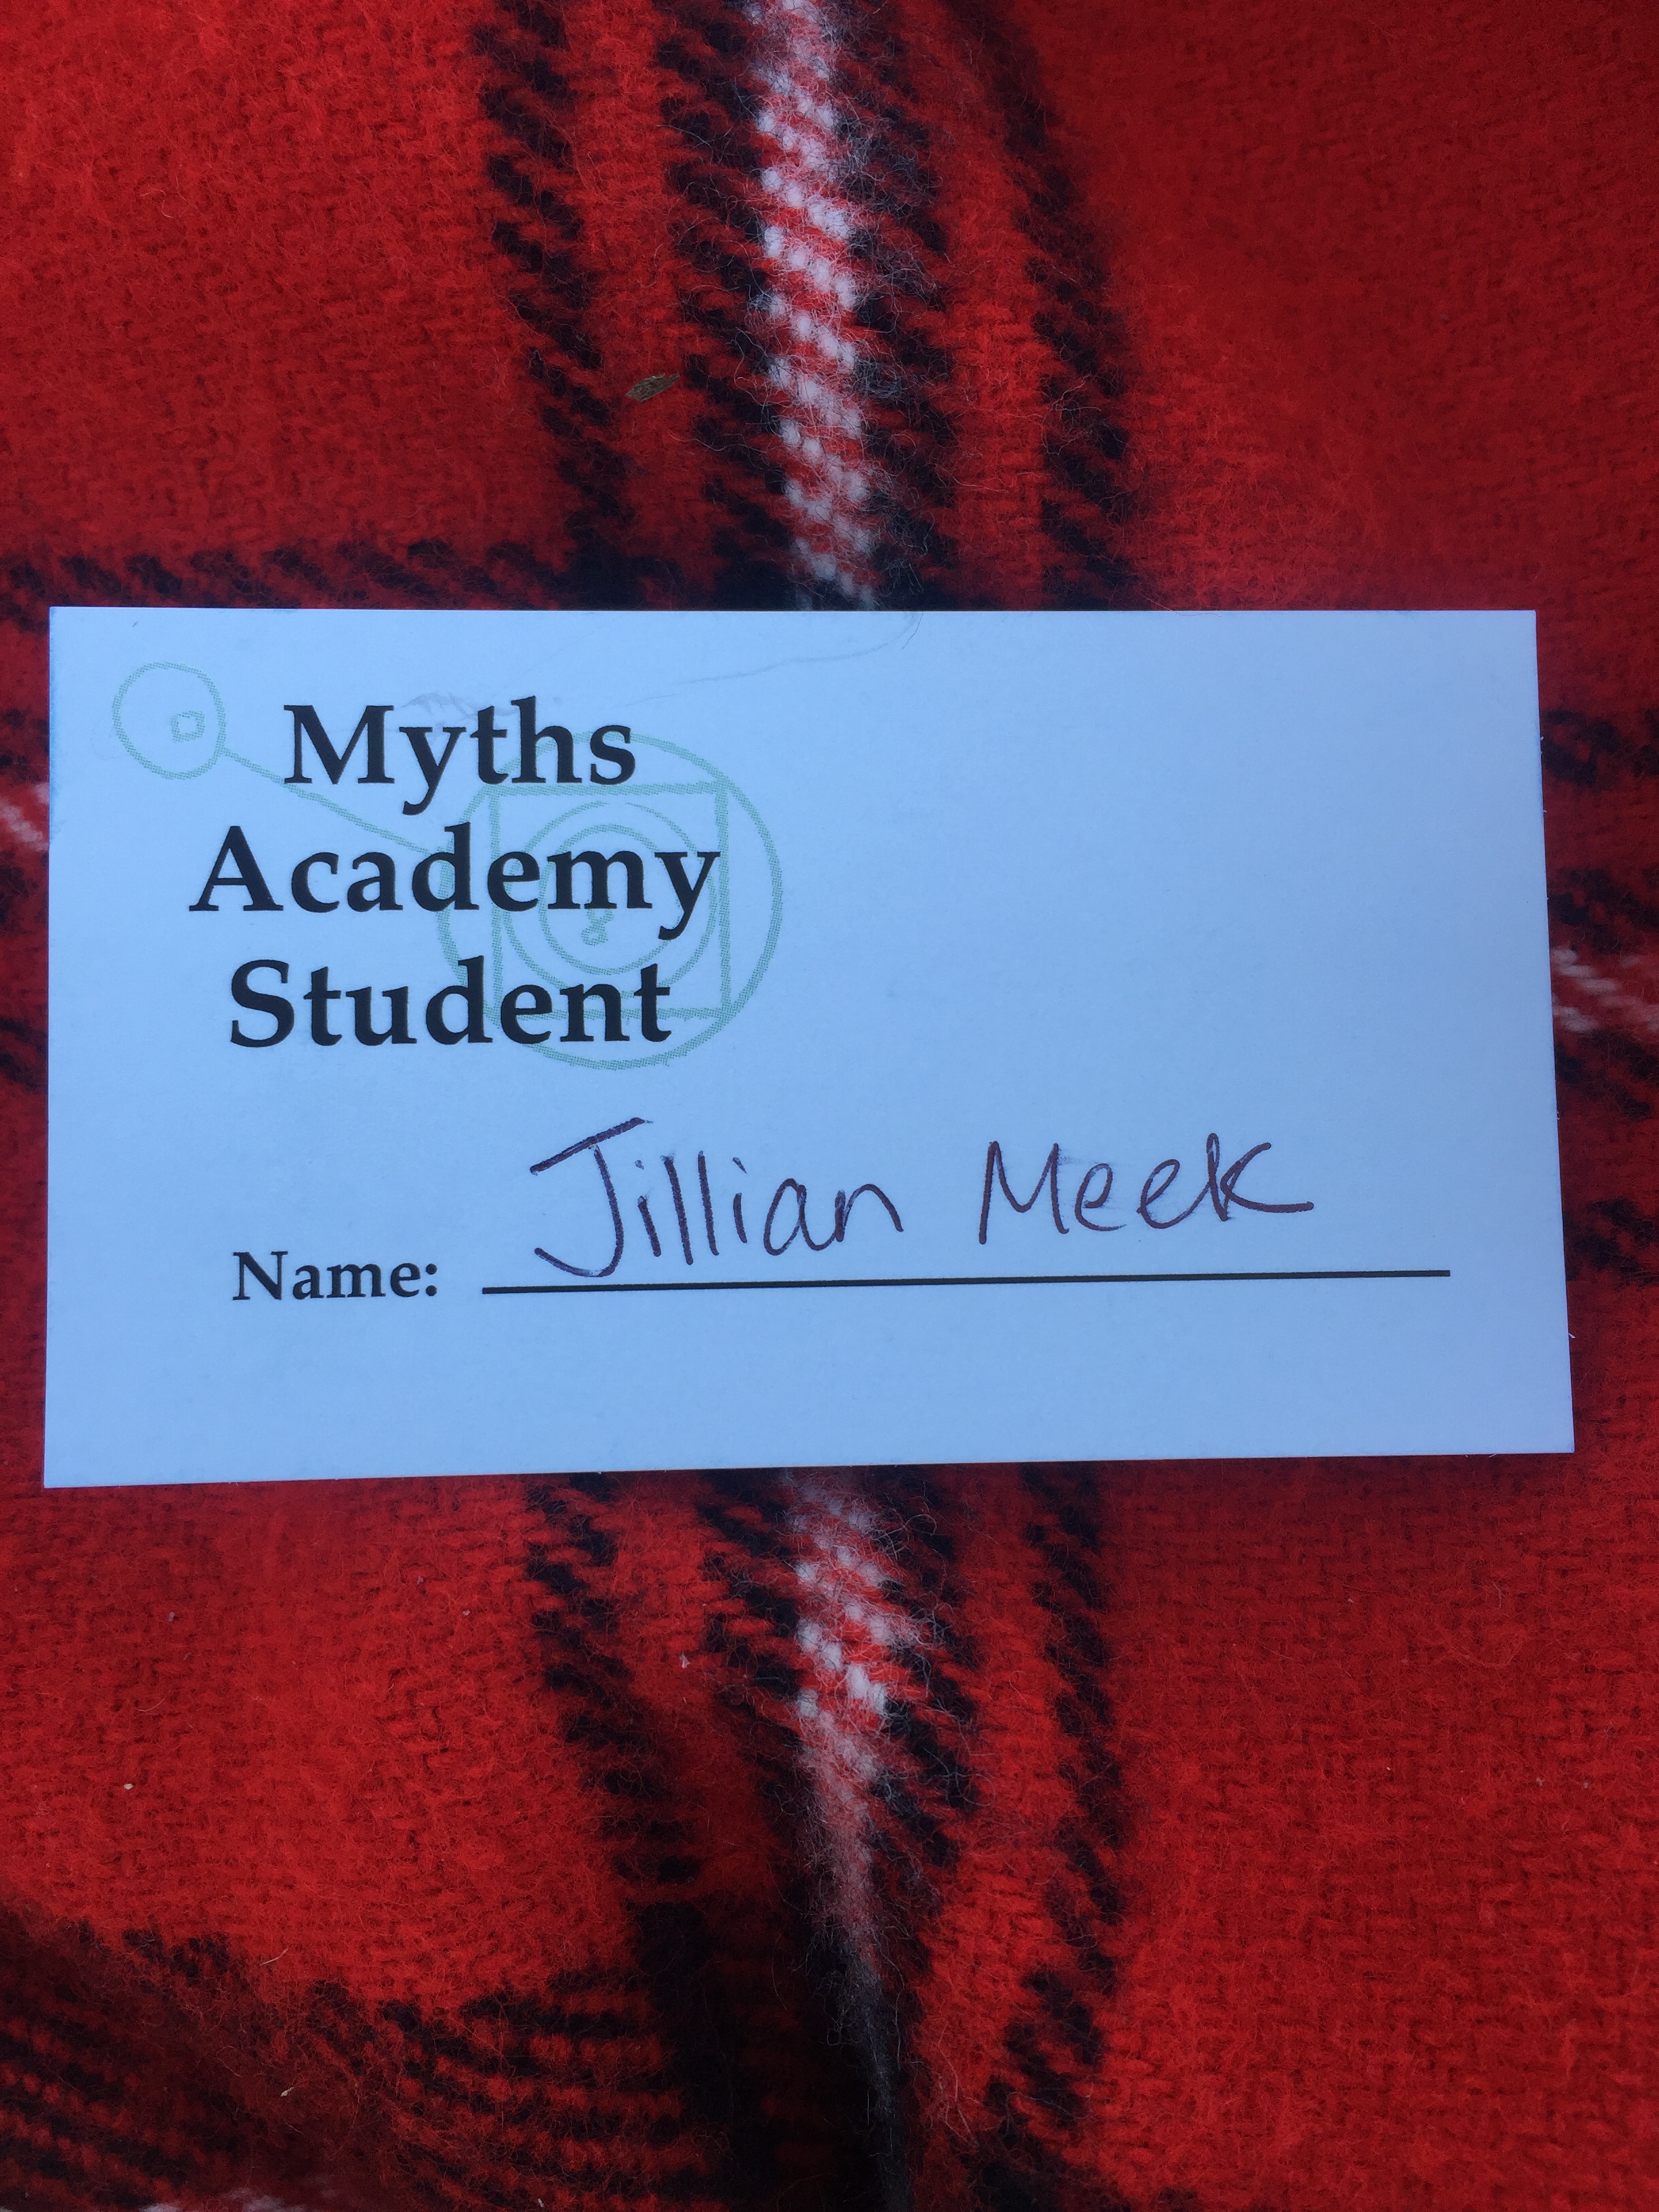 Myths
Academy
Student
Name: Jillian Meek